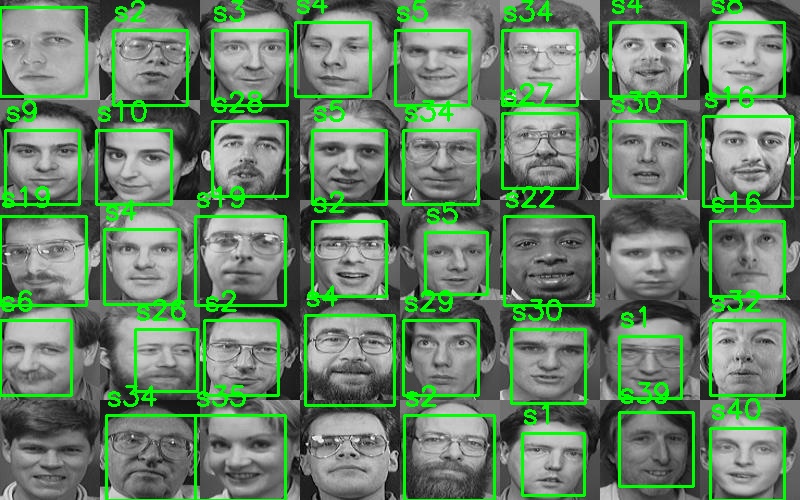 s2 s3 s4 s5 s34 s4 s8
s9 s10 s28 s5 s34 s27 s30 s16
s19 s4 s19 s2 s5 s22 s16
s6 s26 s2 s4 s29 s30 s1 s32
s34 s35 s2 s1 s39 s40